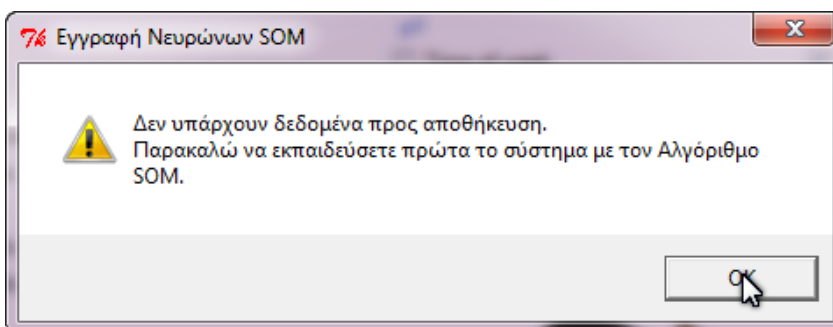 Εγγραφή Νευρώνων SOM
Δεν υπάρχουν δεδομένα προς αποθήκευση.
Παρακαλώ να εκπαιδεύσετε πρώτα το σύστημα με τον Αλγόριθμο
SOM.
OK